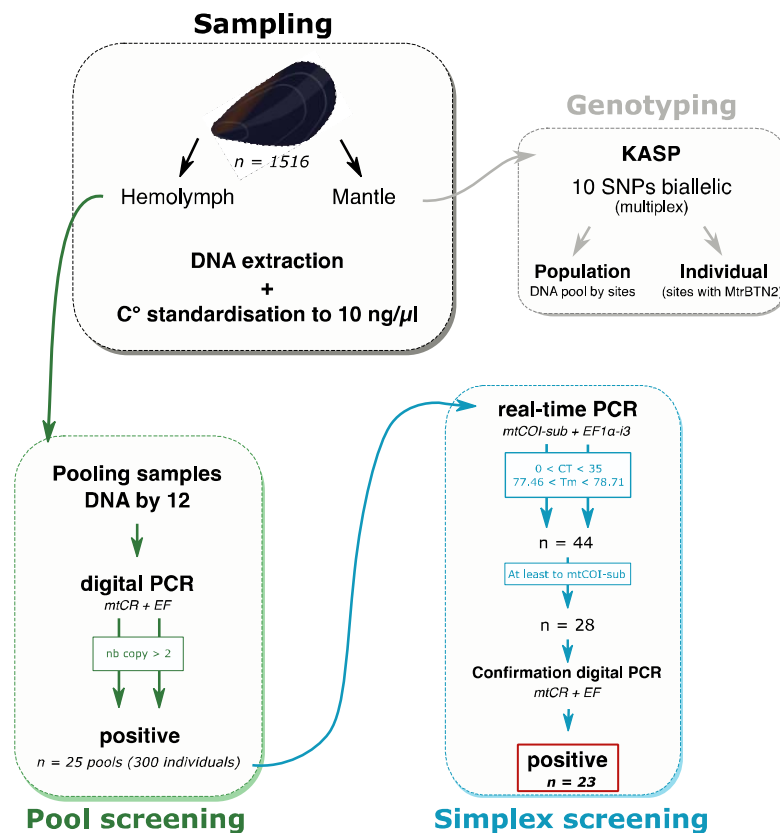 Sampling
n = 1516
Hemolymph
Mantle
DNA extraction
+
C° standardisation to 10 ng/µl
Genotyping
KASP
10 SNPs biallelic
(multiplex)
Population
DNA pool by sites
Individual
(sites with MtrBTN2)
Pooling samples
DNA by 12
digital PCR
mtCR + EF
nb copy > 2
positive
n = 25 pools (300 individuals)
Pool screening
real-time PCR
mtCOI-sub + EF1α-i3
0 < CT < 35
77.46 < Tm < 78.71
n = 44
At least to mtCOI-sub
n = 28
Confirmation digital PCR
mtCR + EF
positive
n = 23
Simplex screening